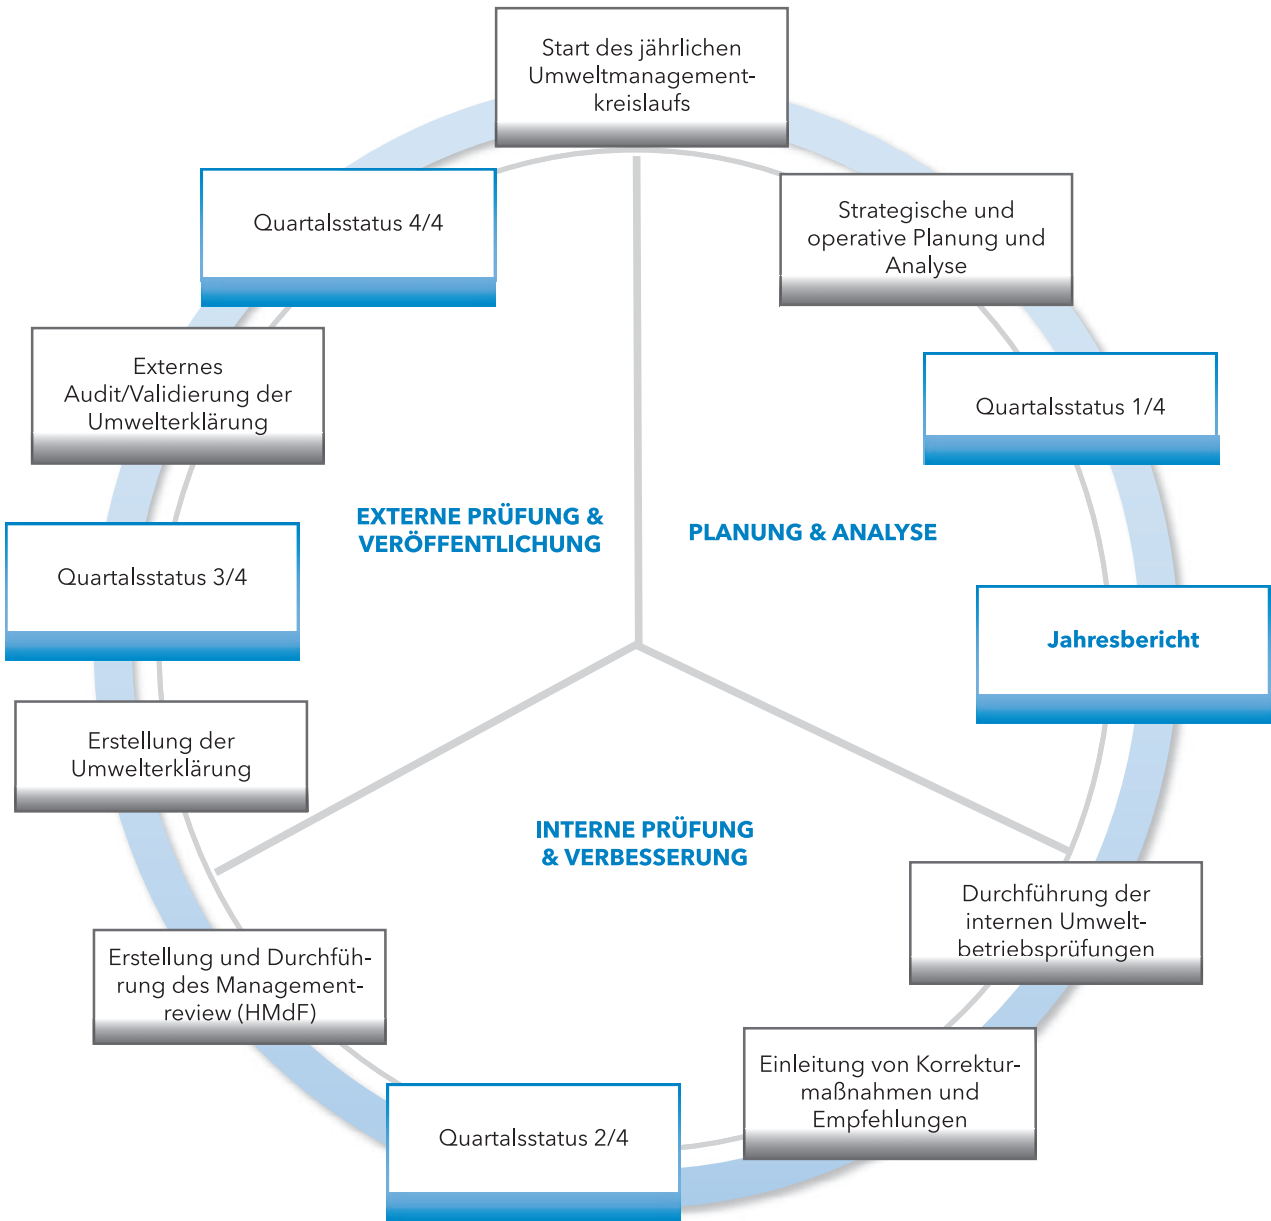 Start des jährlichen
Umweltmanagement-
kreislaufs
Strategische und
operative Planung und
Analyse
Quartalsstatus 1/4
Jahresbericht
Durchführung der
internen Umwelt-
betriebsprüfungen
Einleitung von Korrektur-
maßnahmen und
Empfehlungen
Quartalsstatus 2/4
Erstellung und Durchfüh-
rung des Management-
review (HMdF)
Erstellung der
Umwelterklärung
Quartalsstatus 3/4
Externes
Audit/Validierung der
Umwelterklärung
Quartalsstatus 4/4
EXTERNE PRÜFUNG &
VERÖFFENTLICHUNG
PLANUNG & ANALYSE
INTERNE PRÜFUNG
& VERBESSERUNG